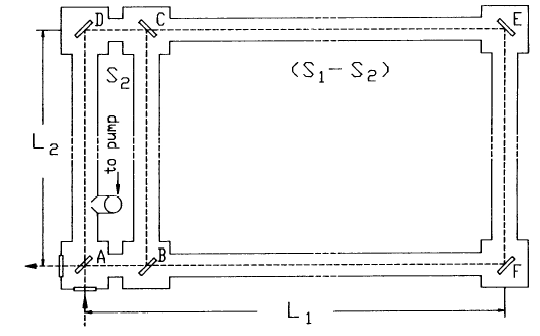 D C E
S2
(S1 - S2)
L2
to pump
A B F
L1